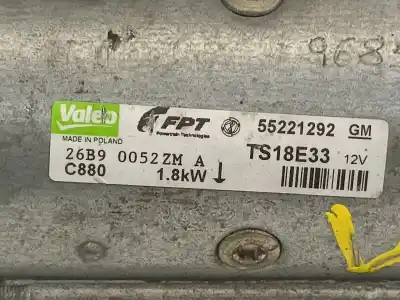 968
Valeo
MADE IN POLAND
FPT
Powertrain Technologies
55221292 GM
26B9 0052ZM A
TS18E33 12V
C880 1.8kW